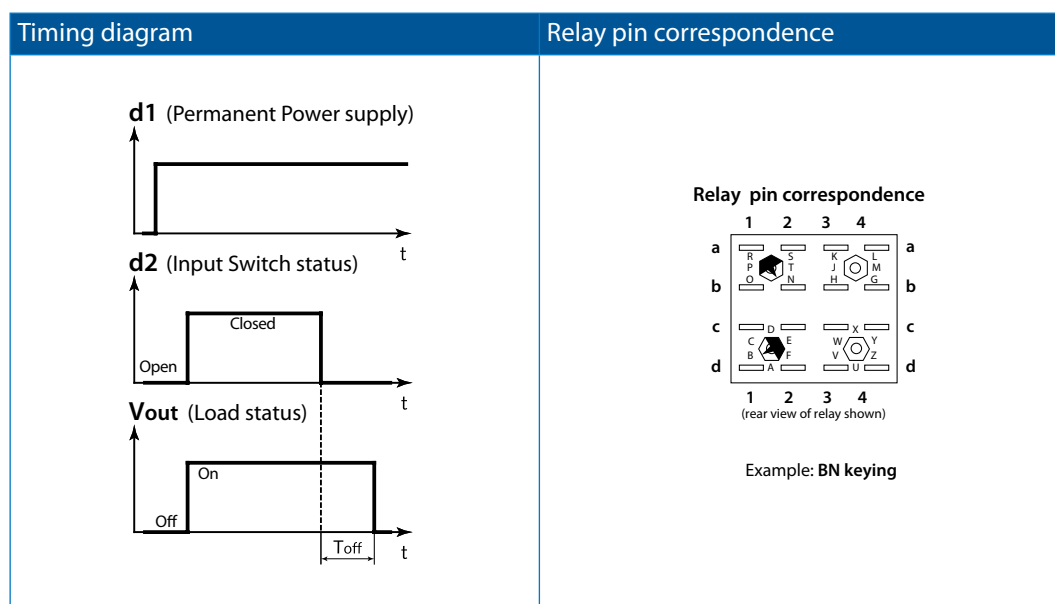 Timing diagram
Relay pin correspondence
d1 (Permanent Power supply)
t
d2 (Input Switch status)
Closed
Open
t
Vout (Load status)
On
Off
Toff
t
Relay pin correspondence
1 2 3 4
a a
R S K L
P T J M
O N H G
b b
c D X c
C E W Y
B F V Z
d A U d
1 2 3 4
(rear view of relay shown)
Example: BN keying